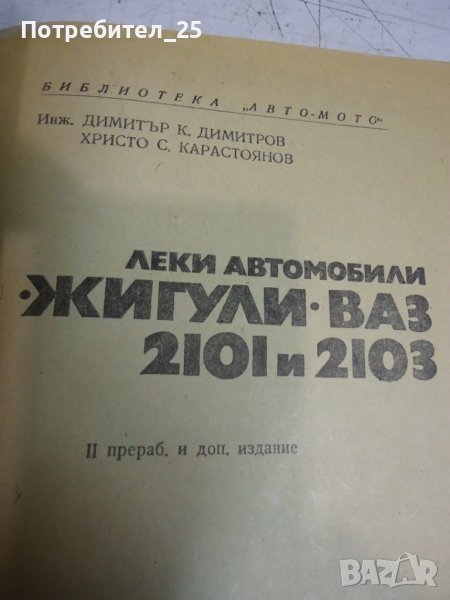 Потребител_25
БИБЛИОТЕКА „АВТО-МОТО“
Инж. ДИМИТЪР К. ДИМИТРОВ
ХРИСТО С. КАРАСТОЯНОВ
ЛЕКИ АВТОМОБИЛИ
·ЖИГУЛИ·ВАЗ
2101 и 2103
II прераб. и доп. издание
BAZAR